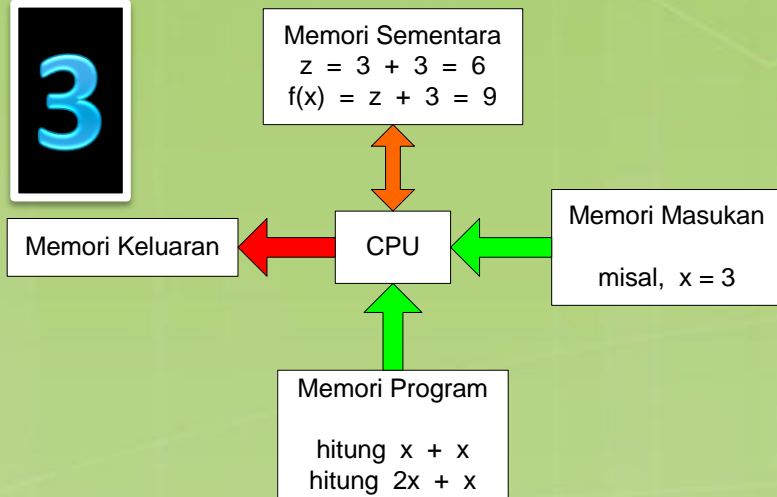 3
Memori Sementara
z = 3 + 3 = 6
f(x) = z + 3 = 9
Memori Keluaran
CPU
Memori Masukan
misal, x = 3
Memori Program
hitung x + x
hitung 2x + x